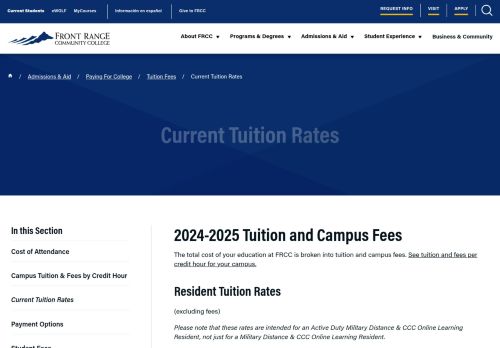 Current Students eWOLF MyCourses Información en español Give to FRCC REQUEST INFO VISIT APPLY
FRONT RANGE
COMMUNITY COLLEGE
About FRCC Programs & Degrees Admissions & Aid Student Experience Business & Community
/ Admissions & Aid / Paying For College / Tuition Fees / Current Tuition Rates
Current Tuition Rates
In this Section
Cost of Attendance
Campus Tuition & Fees by Credit Hour
Current Tuition Rates
Payment Options
Student Fees
2024-2025 Tuition and Campus Fees
The total cost of your education at FRCC is broken into tuition and campus fees. See tuition and fees per
credit hour for your campus.
Resident Tuition Rates
(excluding fees)
Please note that these rates are intended for an Active Duty Military Distance & CCC Online Learning
Resident, not just for a Military Distance & CCC Online Learning Resident.